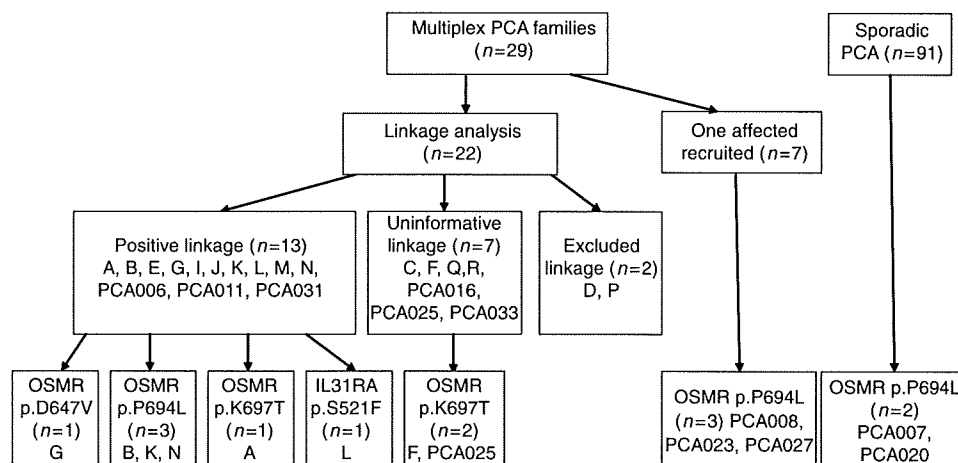 Multiplex PCA families
(n=29)
Sporadic
PCA (n=91)
Linkage analysis
(n=22)
One affected
recruited (n=7)
Positive linkage (n=13)
A, B, E, G, I, J, K, L, M, N,
PCA006, PCA011, PCA031
Uninformative
linkage (n=7)
C, F, Q,R,
PCA016,
PCA025, PCA033
Excluded
linkage (n=2)
D, P
OSMR
p.D647V
(n=1)
G
OSMR
p.P694L
(n=3)
B, K, N
OSMR
p.K697T
(n=1)
A
IL31RA
p.S521F
(n=1)
L
OSMR
p.K697T
(n=2)
F, PCA025
OSMR p.P694L
(n=3) PCA008,
PCA023, PCA027
OSMR p.P694L
(n=2)
PCA007,
PCA020